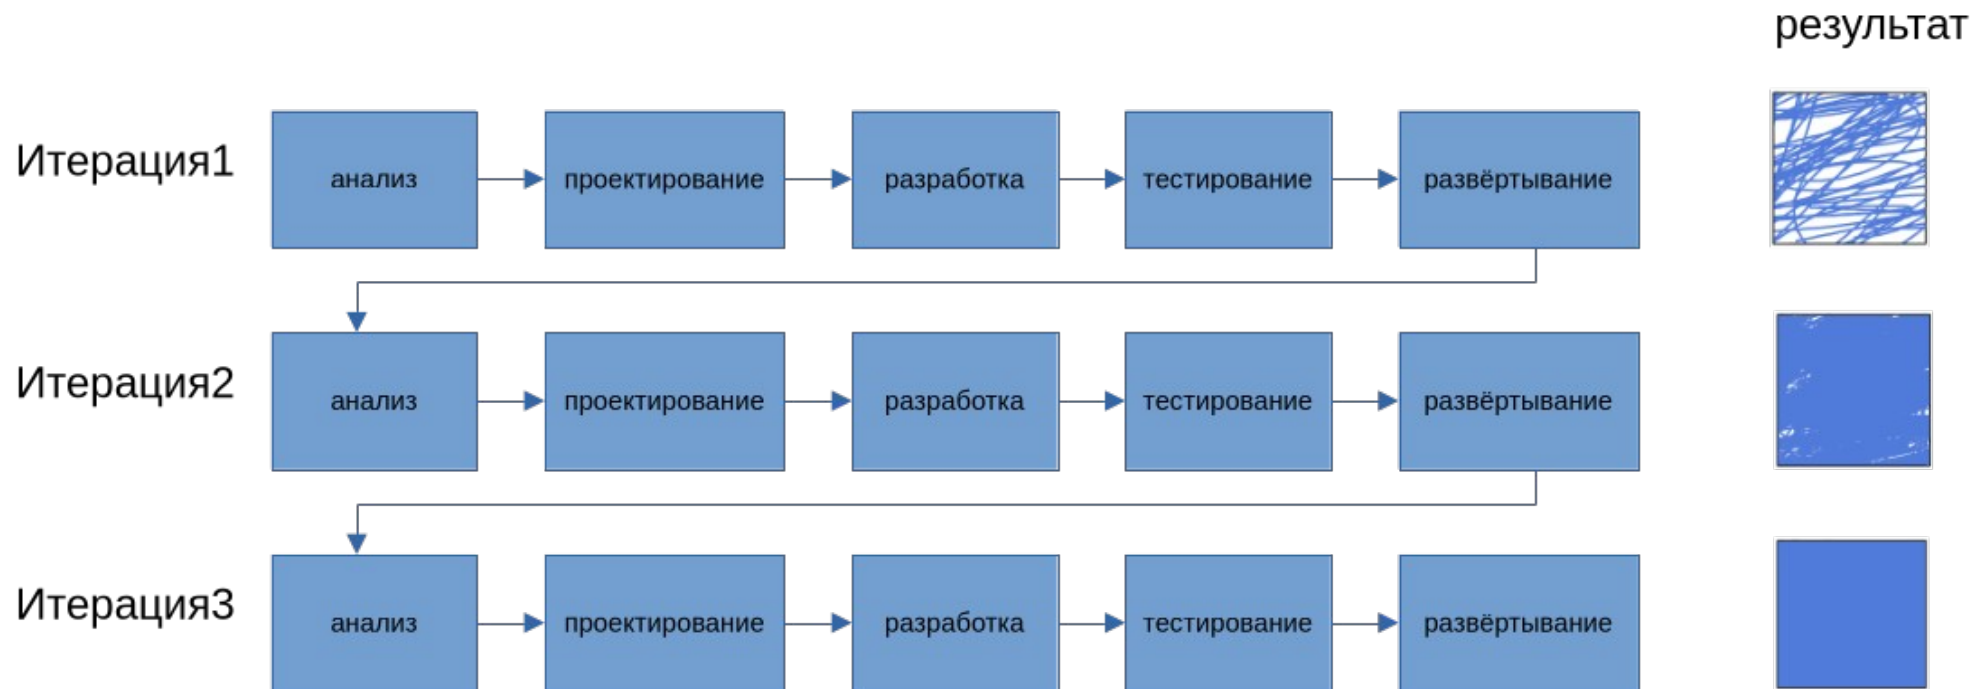 результат
Итерация1
анализ
проектирование
разработка
тестирование
развёртывание
Итерация2
анализ
проектирование
разработка
тестирование
развёртывание
Итерация3
анализ
проектирование
разработка
тестирование
развёртывание